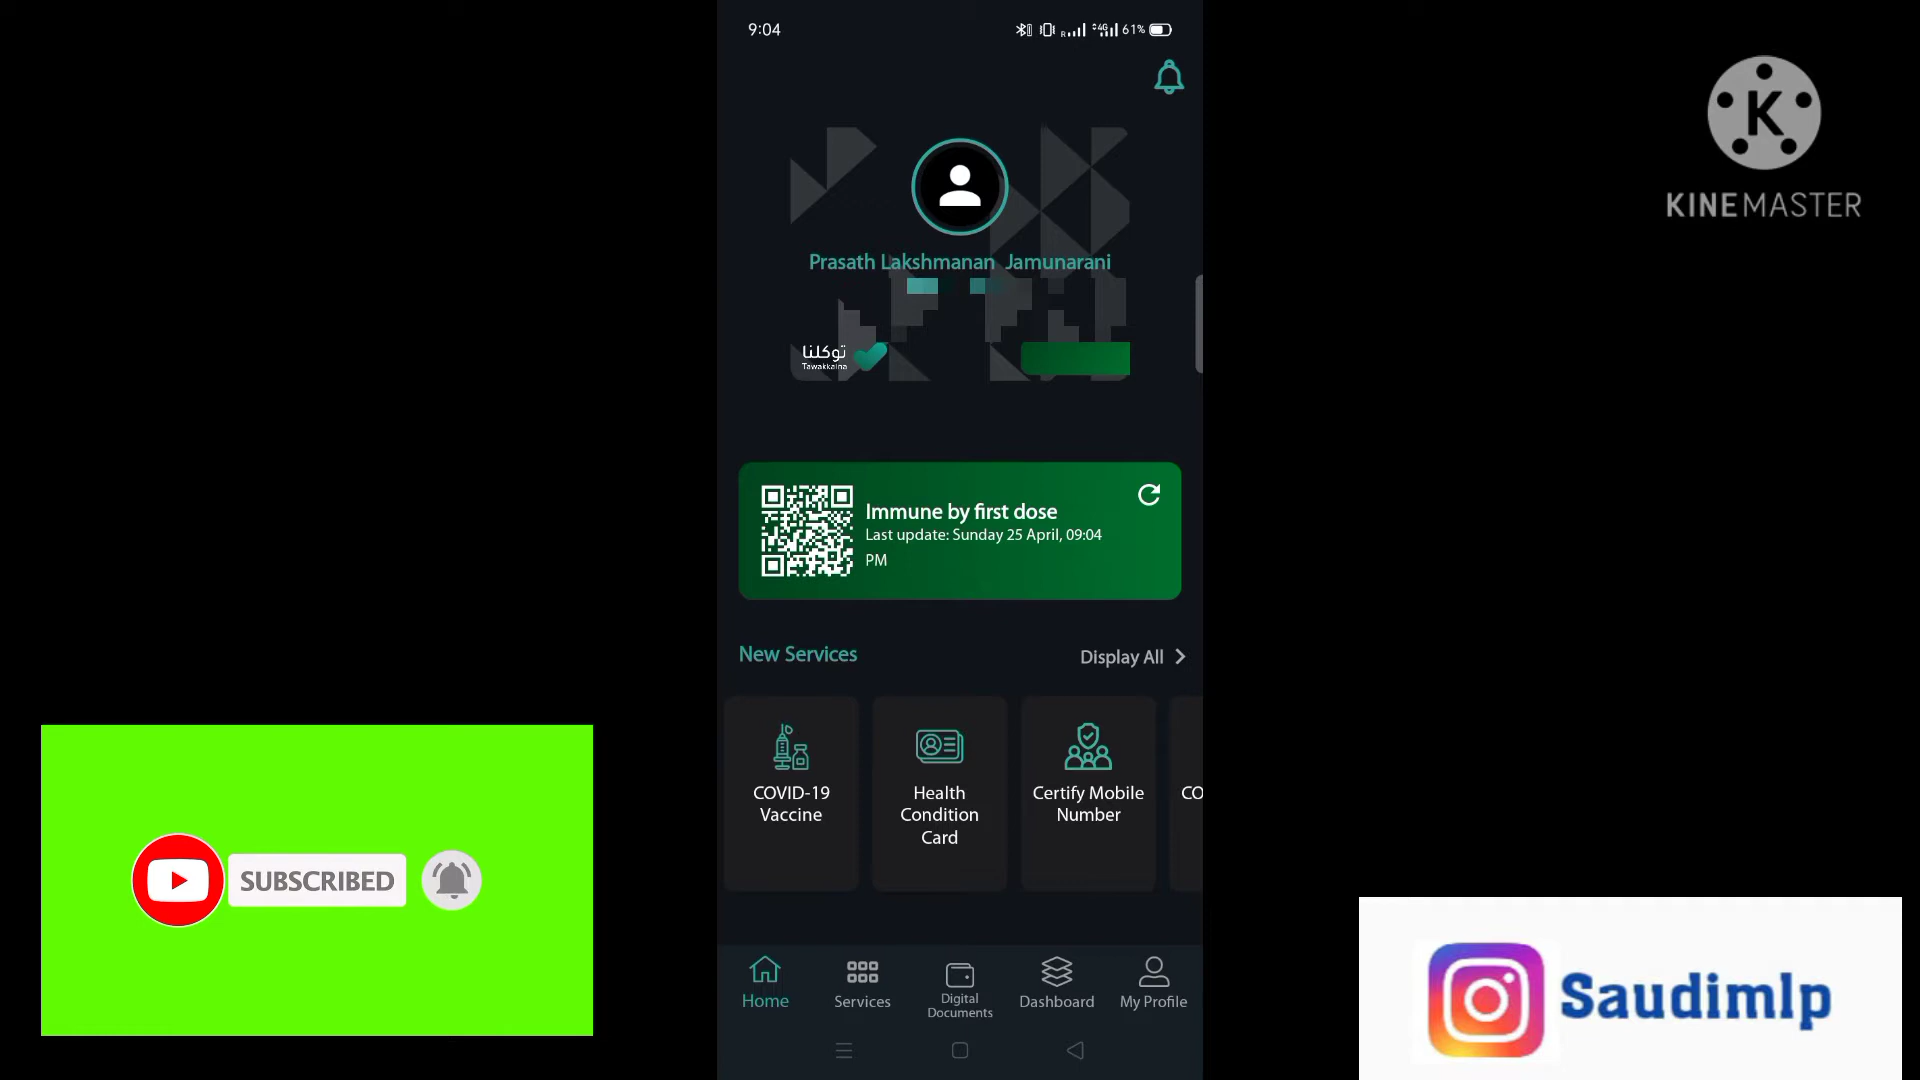 9:04
R
4G
61%
K
KINEMASTER
Prasath Lakshmanan Jamunarani
توكلنا
Tawakkalna
Immune by first dose
Last update: Sunday 25 April, 09:04
PM
New Services
Display All
COVID-19
Vaccine
Health
Condition
Card
Certify Mobile
Number
CO
SUBSCRIBED
Home
Services
Digital
Documents
Dashboard
My Profile
Saudimlp